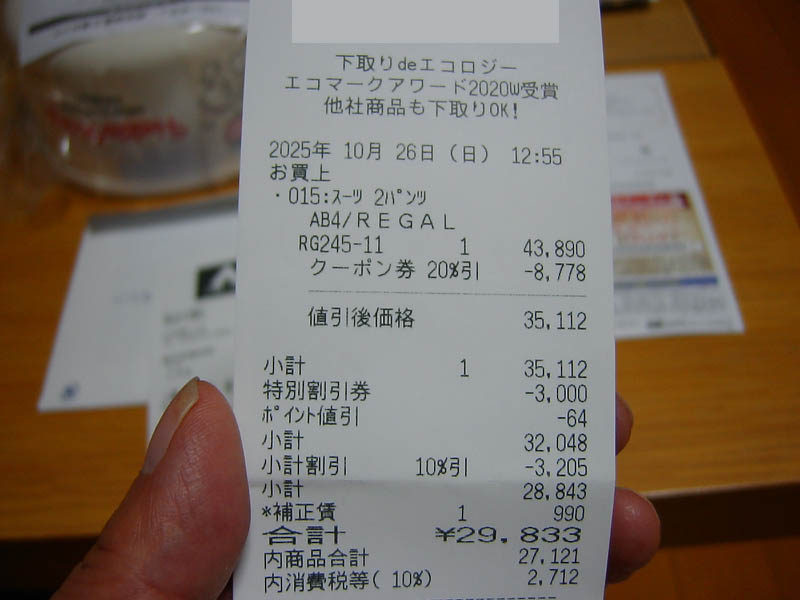 下取りdeエコロジー
エコマークアワード2020W受賞
他社商品も下取りOK!
2025年 10月 26日 (日) 12:55
お買上
・015:ｽｰﾂ 2ﾊﾟﾝﾂ
AB4/ＲＥＧＡＬ
RG245-11 1 43,890
クーポン券 20%引 -8,778
値引後価格 35,112
小計 1 35,112
特別割引券 -3,000
ﾎﾟｲﾝﾄ値引 -64
小計 32,048
小計割引 10%引 -3,205
小計 28,843
*補正賃 1 990
合計 ¥29,833
内商品合計 27,121
内消費税等( 10%) 2,712